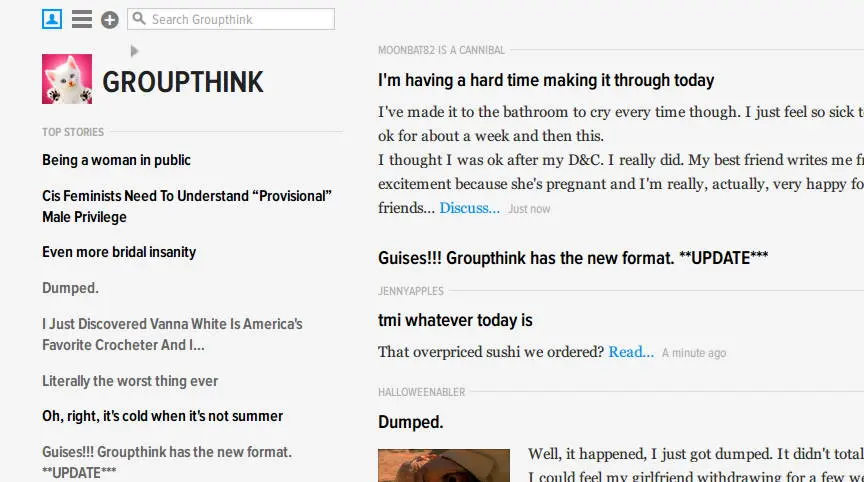 Search Groupthink
GROUPTHINK
TOP STORIES
Being a woman in public
Cis Feminists Need To Understand “Provisional”
Male Privilege
Even more bridal insanity
Dumped.
I Just Discovered Vanna White Is America's
Favorite Crocheter And I...
Literally the worst thing ever
Oh, right, it's cold when it's not summer
Guises!!! Groupthink has the new format.
**UPDATE***
MOONBAT82 IS A CANNIBAL
I'm having a hard time making it through today
I've made it to the bathroom to cry every time though. I just feel so sick
ok for about a week and then this.
I thought I was ok after my D&C. I really did. My best friend writes me
excitement because she's pregnant and I'm really, actually, very happy
friends... Discuss... Just now
Guises!!! Groupthink has the new format. **UPDATE***
JENNYAPPLES
tmi whatever today is
That overpriced sushi we ordered? Read... A minute ago
HALLOWEENABLER
Dumped.
Well, it happened, I just got dumped. It didn't
I could feel my girlfriend withdrawing for a few